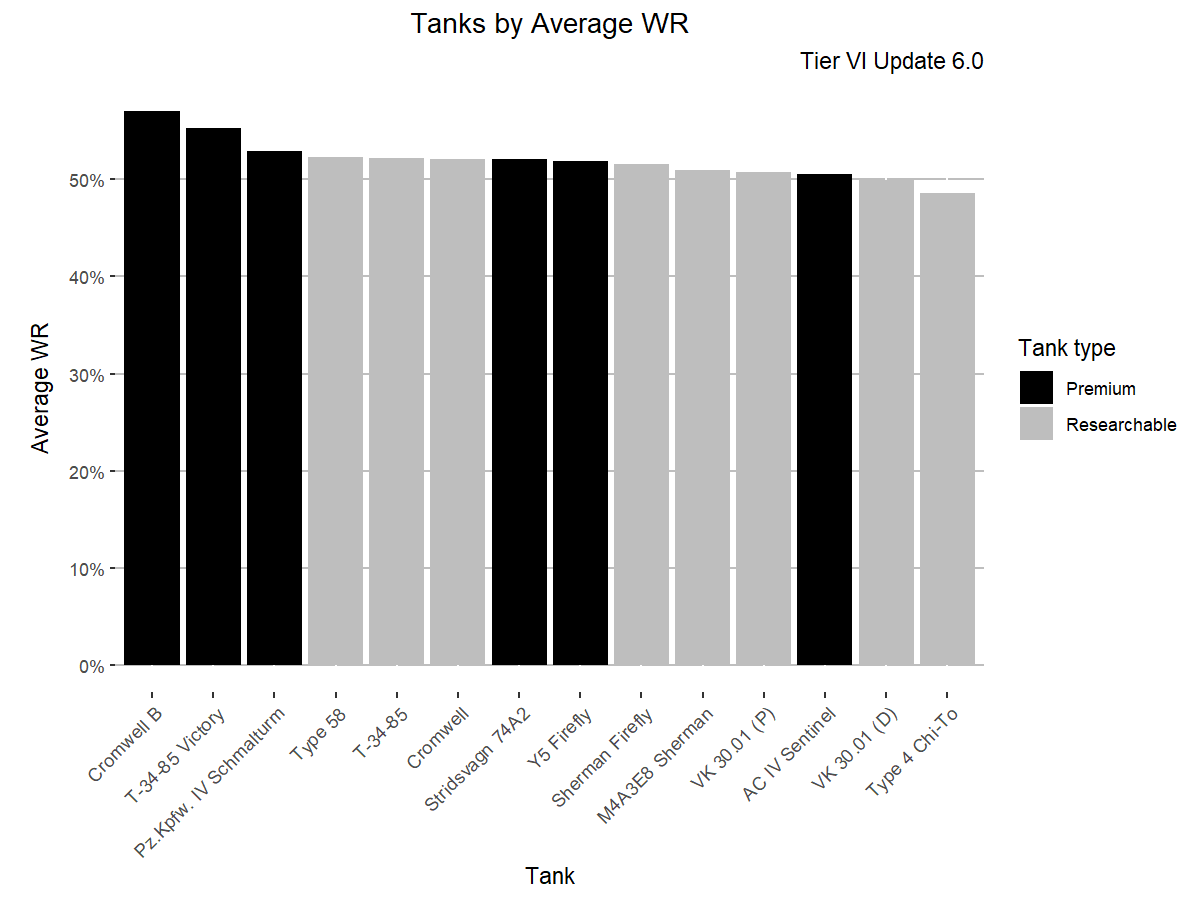 Tanks by Average WR
Tier VI Update 6.0
50%
40%
30%
20%
10%
0%
Average WR
Cromwell B
T-34-85 Victory
Pz.Kpfw. IV Schmalturm
Type 58
T-34-85
Cromwell
Stridsvagn 74A2
Y5 Firefly
Sherman Firefly
M4A3E8 Sherman
VK 30.01 (P)
AC IV Sentinel
VK 30.01 (D)
Type 4 Chi-To
Tank
Tank type
Premium
Researchable